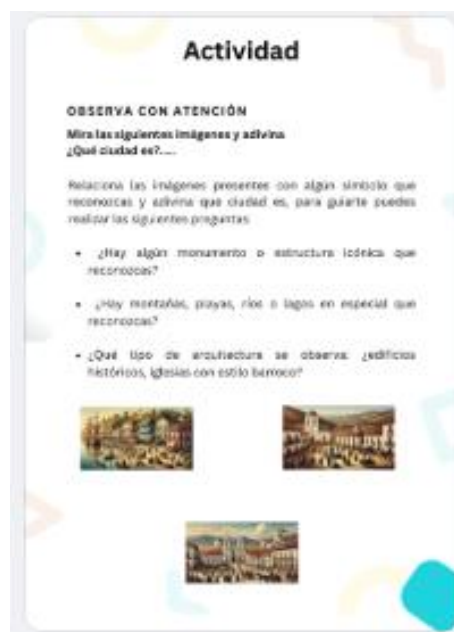 Actividad
OBSERVA CON ATENCIÓN
Mira las siguientes imágenes y adivina
¿Qué ciudad es?.....
Relaciona las imágenes presentes con algún símbolo que
reconozcas y adivina que ciudad es, para guiarte puedes
realizar las siguientes preguntas
• ¿Hay algún monumento o estructura icónica que
reconozcas?
• ¿Hay montañas, playas, ríos o lagos en especial que
reconozcas?
• ¿Qué tipo de arquitectura se observa: ¿edificios
históricos, iglesias con estilo barroco?